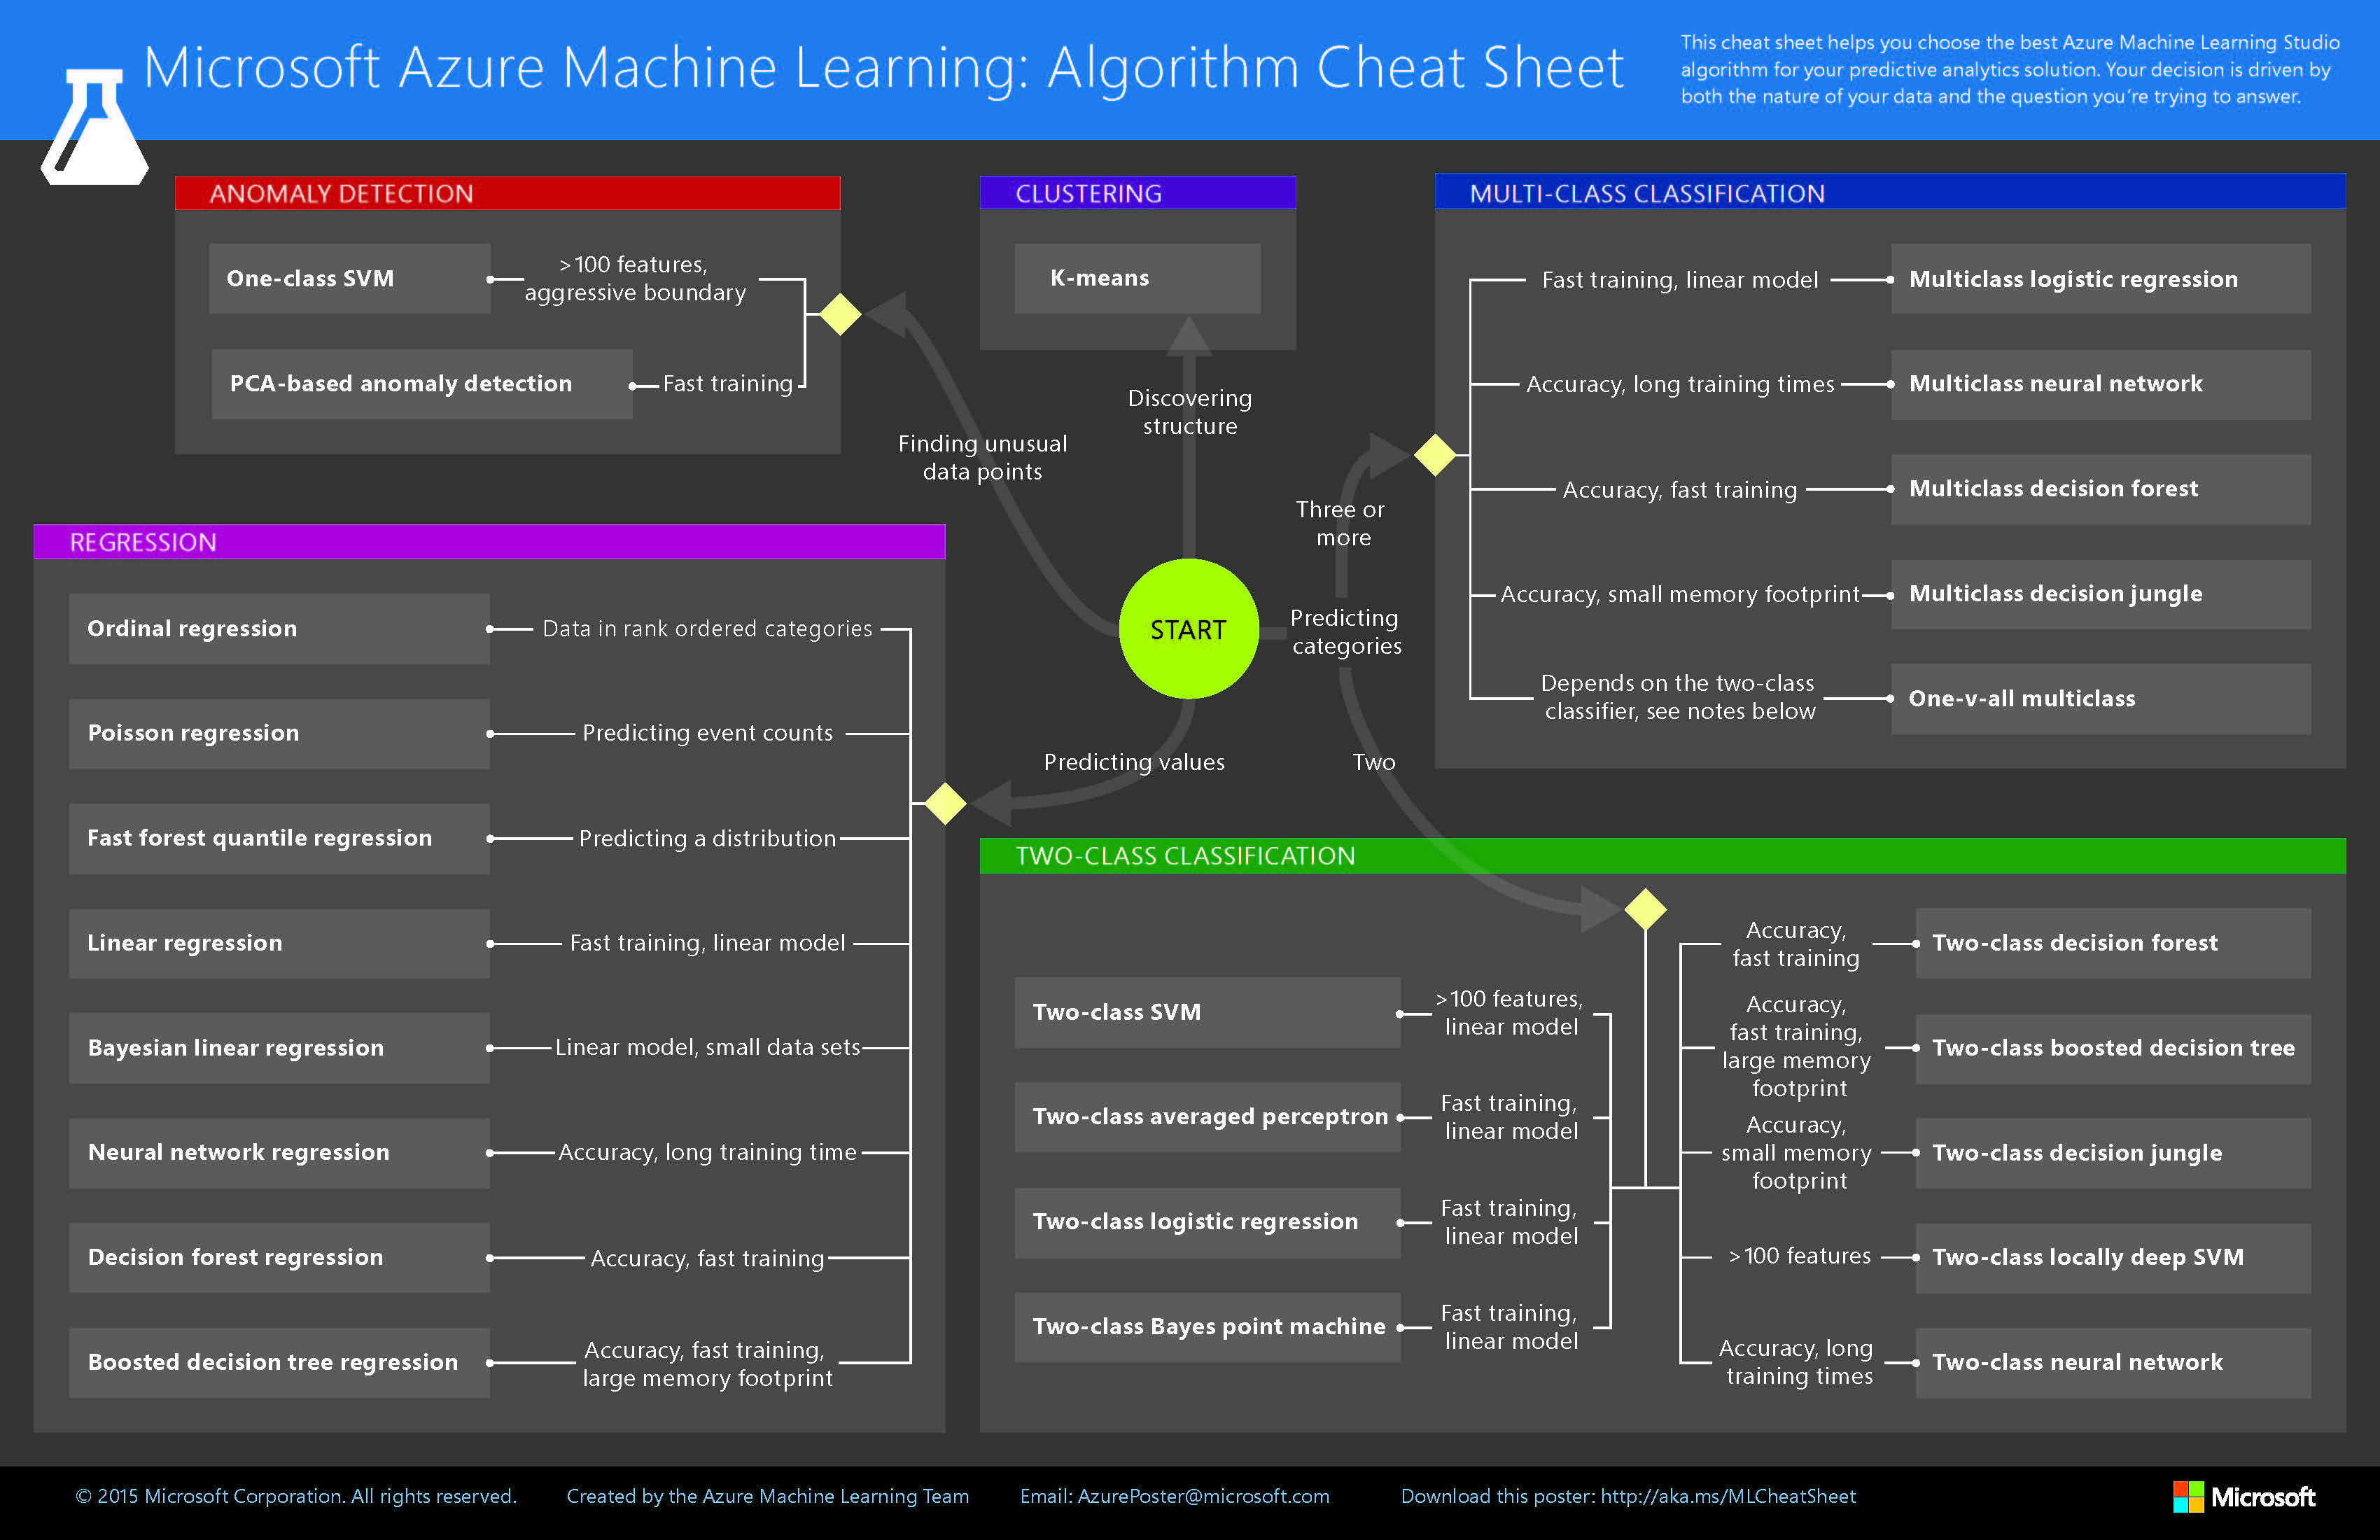 Microsoft Azure Machine Learning: Algorithm Cheat Sheet
This cheat sheet helps you choose the best Azure Machine Learning Studio
algorithm for your predictive analytics solution. Your decision is driven by
both the nature of your data and the question you're trying to answer.
ANOMALY DETECTION
One-class SVM
>100 features,
aggressive boundary
PCA-based anomaly detection
Fast training
CLUSTERING
K-means
MULTI-CLASS CLASSIFICATION
Fast training, linear model
Multiclass logistic regression
Accuracy, long training times
Multiclass neural network
Accuracy, fast training
Multiclass decision forest
Accuracy, small memory footprint
Multiclass decision jungle
Depends on the two-class
classifier, see notes below
One-v-all multiclass
Finding unusual
data points
Discovering
structure
Three or
more
START
Predicting
categories
Predicting values
Two
REGRESSION
Ordinal regression
Data in rank ordered categories
Poisson regression
Predicting event counts
Fast forest quantile regression
Predicting a distribution
Linear regression
Fast training, linear model
Bayesian linear regression
Linear model, small data sets
Neural network regression
Accuracy, long training time
Decision forest regression
Accuracy, fast training
Boosted decision tree regression
Accuracy, fast training,
large memory footprint
TWO-CLASS CLASSIFICATION
Two-class SVM
>100 features,
linear model
Two-class averaged perceptron
Fast training,
linear model
Two-class logistic regression
Fast training,
linear model
Two-class Bayes point machine
Fast training,
linear model
Accuracy,
fast training
Two-class decision forest
Accuracy,
fast training,
large memory
footprint
Two-class boosted decision tree
Accuracy,
small memory
footprint
Two-class decision jungle
>100 features
Two-class locally deep SVM
Accuracy, long
training times
Two-class neural network
© 2015 Microsoft Corporation. All rights reserved.
Created by the Azure Machine Learning Team
Email: AzurePoster@microsoft.com
Download this poster: http://aka.ms/MLCheatSheet
Microsoft